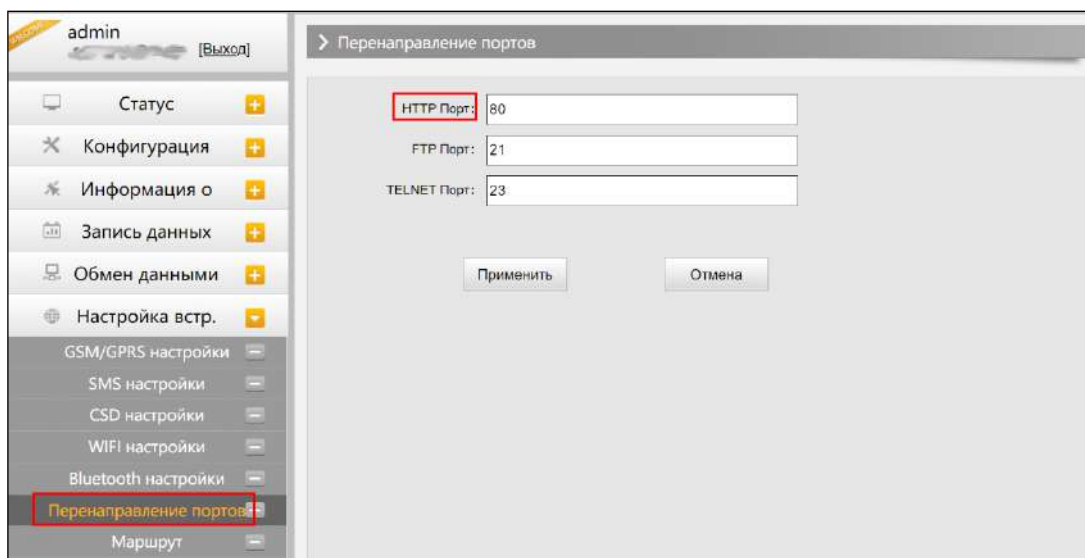 admin
[Выход]
Перенаправление портов
Статус
Конфигурация
Информация о
Запись данных
Обмен данными
Настройка встр.
GSM/GPRS настройки
SMS настройки
CSD настройки
WIFI настройки
Bluetooth настройки
Перенаправление портов
Маршрут
HTTP Порт: 80
FTP Порт: 21
TELNET Порт: 23
Применить Отмена